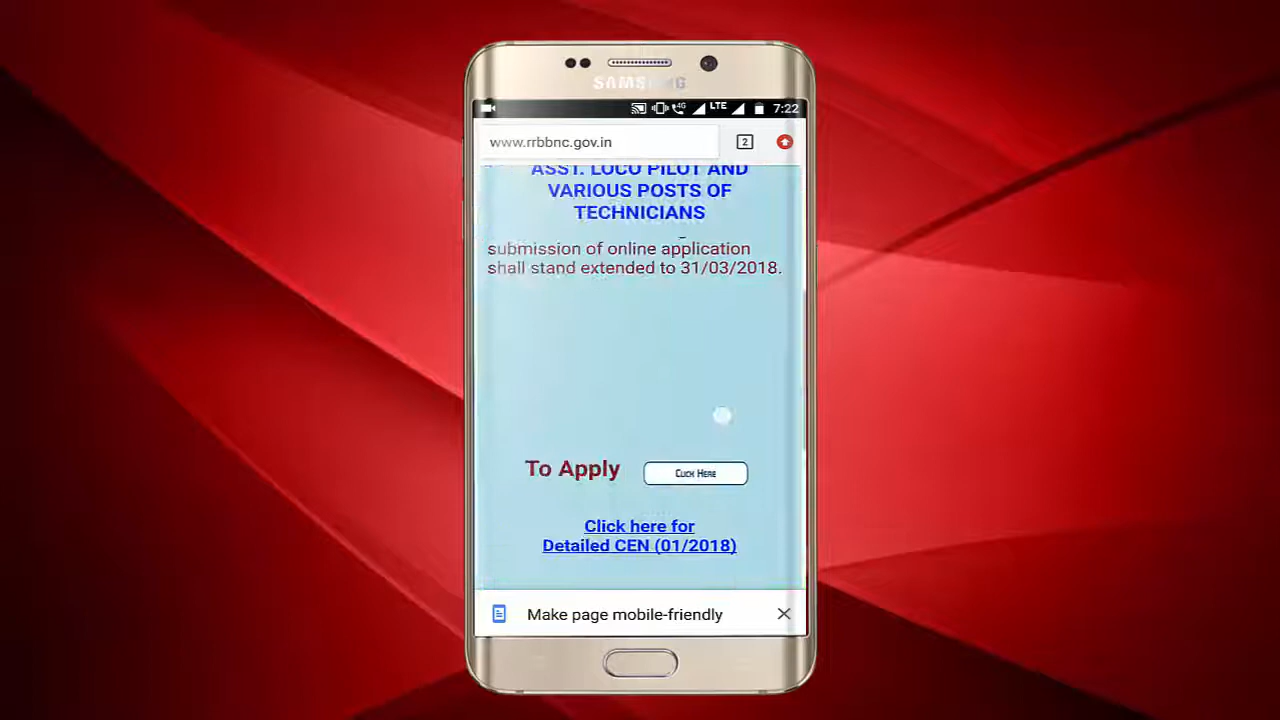 SAMSUNG
4G LTE 7:22
www.rrbbnc.gov.in
2
ASST. LOCO PILOT AND
VARIOUS POSTS OF
TECHNICIANS
submission of online application
shall stand extended to 31/03/2018.
To Apply
CLICK HERE
Click here for
Detailed CEN (01/2018)
Make page mobile-friendly